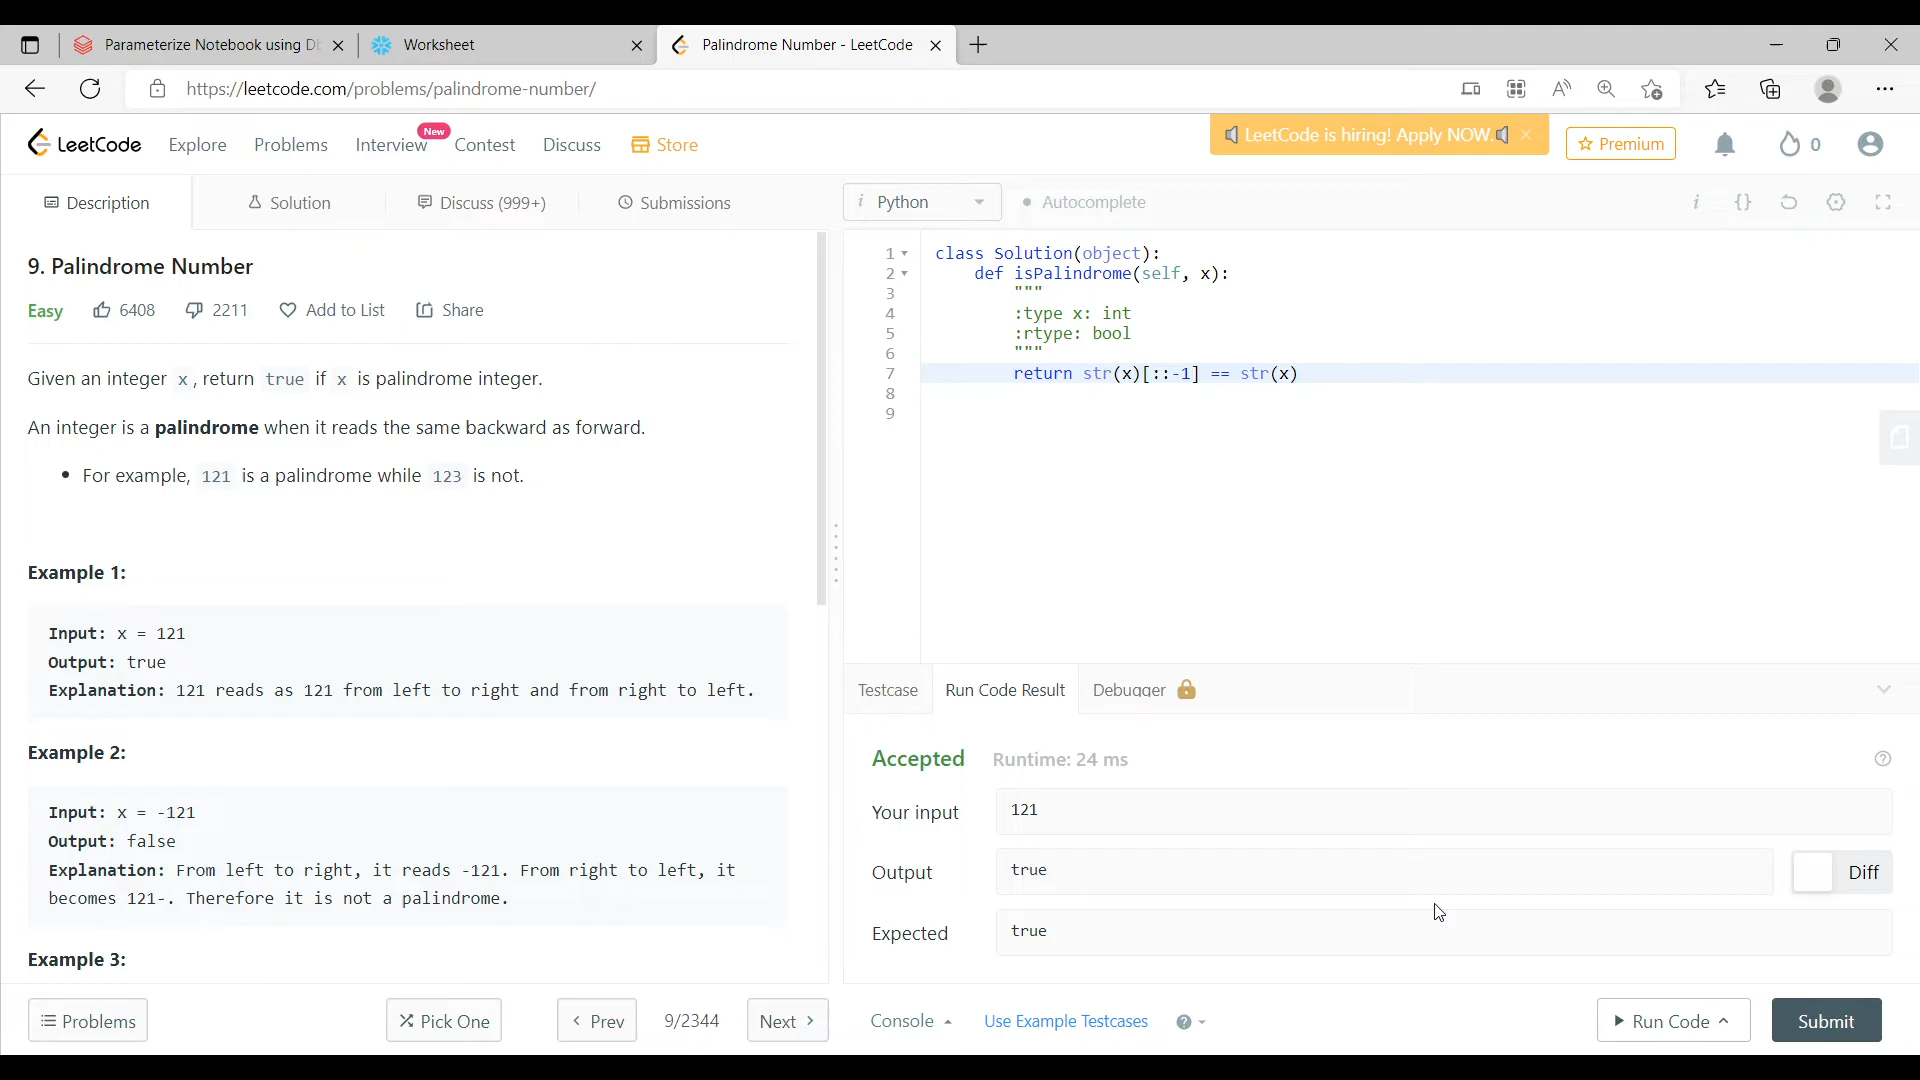 Parameterize Notebook using Db
Worksheet
Palindrome Number - LeetCode
https://leetcode.com/problems/palindrome-number/
LeetCode
Explore
Problems
Interview
New
Contest
Discuss
Store
LeetCode is hiring! Apply NOW.
Premium
0
Description
Solution
Discuss (999+)
Submissions
i Python
Autocomplete
i {}
9. Palindrome Number
Easy 6408 2211 Add to List Share
Given an integer x , return true if x is palindrome integer.
An integer is a palindrome when it reads the same backward as forward.
• For example, 121 is a palindrome while 123 is not.
Example 1:
Input: x = 121
Output: true
Explanation: 121 reads as 121 from left to right and from right to left.
Example 2:
Input: x = -121
Output: false
Explanation: From left to right, it reads -121. From right to left, it
becomes 121-. Therefore it is not a palindrome.
Example 3:
1 class Solution(object):
2 def isPalindrome(self, x):
3 """
4 :type x: int
5 :rtype: bool
6 """
7 return str(x)[::-1] == str(x)
8
9
Testcase
Run Code Result
Debugger
Accepted Runtime: 24 ms
Your input 121
Output true Diff
Expected true
Problems
Pick One
‹ Prev
9/2344
Next ›
Console
Use Example Testcases
Run Code
Submit